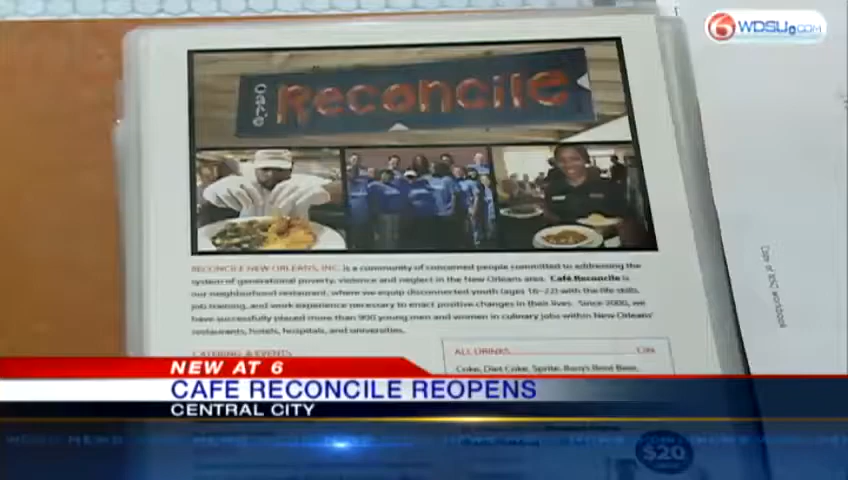 6 WDSU.COM
Cafe
Reconcile
RECONCILE NEW ORLEANS, INC. is a community of concerned people committed to addressing the
system of generational poverty, violence and neglect in the New Orleans area. Café Reconcile is
our neighborhood restaurant, where we equip disconnected youth (ages 16-22) with the life skills,
job training, and work experience necessary to enact positive changes in their lives. Since 2000, we
have successfully placed more than 900 young men and women in culinary jobs within New Orleans'
restaurants, hotels, hospitals, and universities.
CATERING & EVENTS
ALL DRINKS
Coke, Diet Coke, Sprite, Barq's Root Beer,
NEW AT 6
CAFE RECONCILE REOPENS
CENTRAL CITY
$20